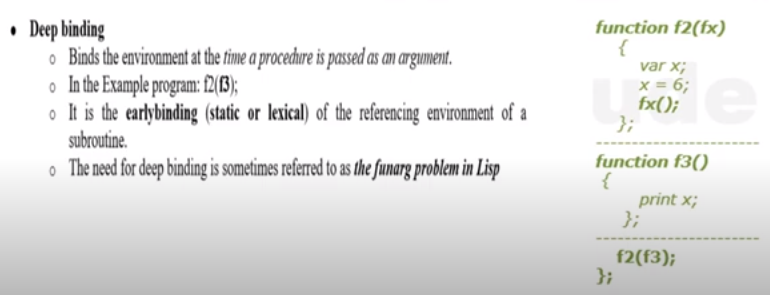 • Deep binding
o Binds the environment at the time a procedure is passed as an argument.
o In the Example program: f2(f3);
o It is the earlybinding (static or lexical) of the referencing environment of a
subroutine.
o The need for deep binding is sometimes referred to as the funarg problem in Lisp
function f2(fx)
{
var x;
x = 6;
fx();
};
function f3()
{
print x;
};
f2(f3);
};
ude